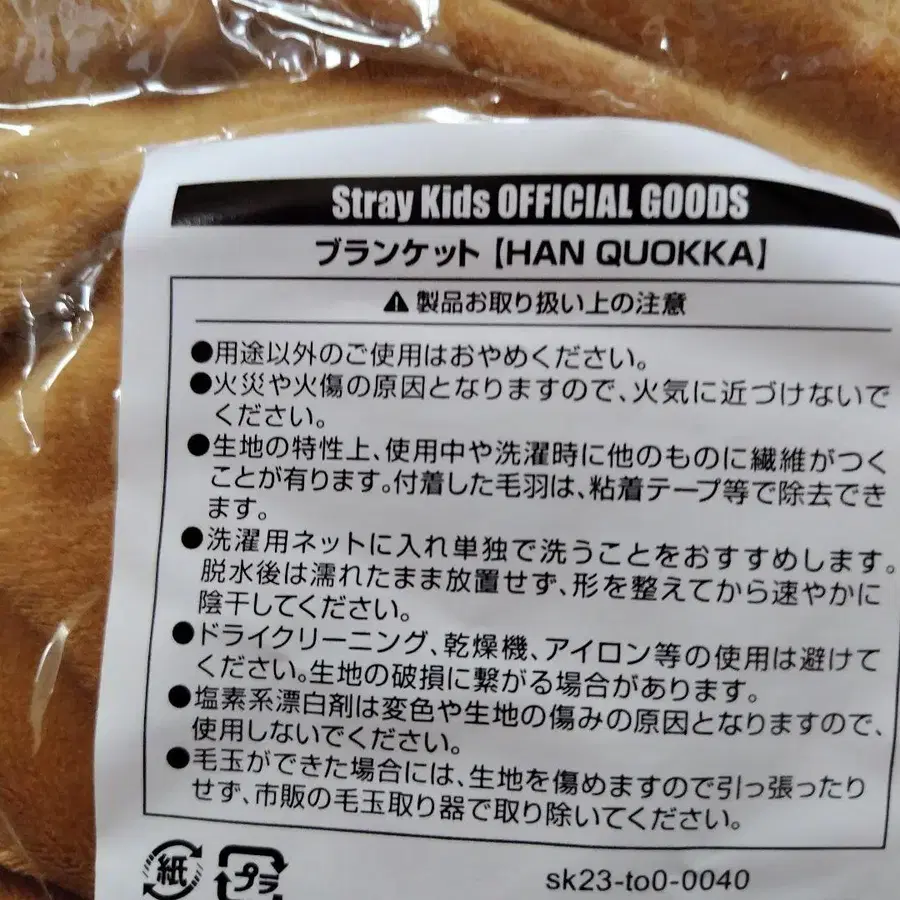 Stray Kids OFFICIAL GOODS
ブランケット【HAN QUOKKA】
⚠ 製品お取り扱い上の注意
●用途以外のご使用はおやめください。
●火災や火傷の原因となりますので、火気に近づけないで
ください。
●生地の特性上、使用中や洗濯時に他のものに繊維がつく
ことが有ります。付着した毛羽は、粘着テープ等で除去でき
ます。
●洗濯用ネットに入れ単独で洗うことをおすすめします。
脱水後は濡れたまま放置せず、形を整えてから速やかに
陰干してください。
●ドライクリーニング、乾燥機、アイロン等の使用は避けて
ください。生地の破損に繋がる場合があります。
●塩素系漂白剤は変色や生地の傷みの原因となりますので、
使用しないでください。
●毛玉ができた場合には、生地を傷めますので引っ張ったり
せず、市販の毛玉取り器で取り除いてください。
紙 プラ sk23-to0-0040